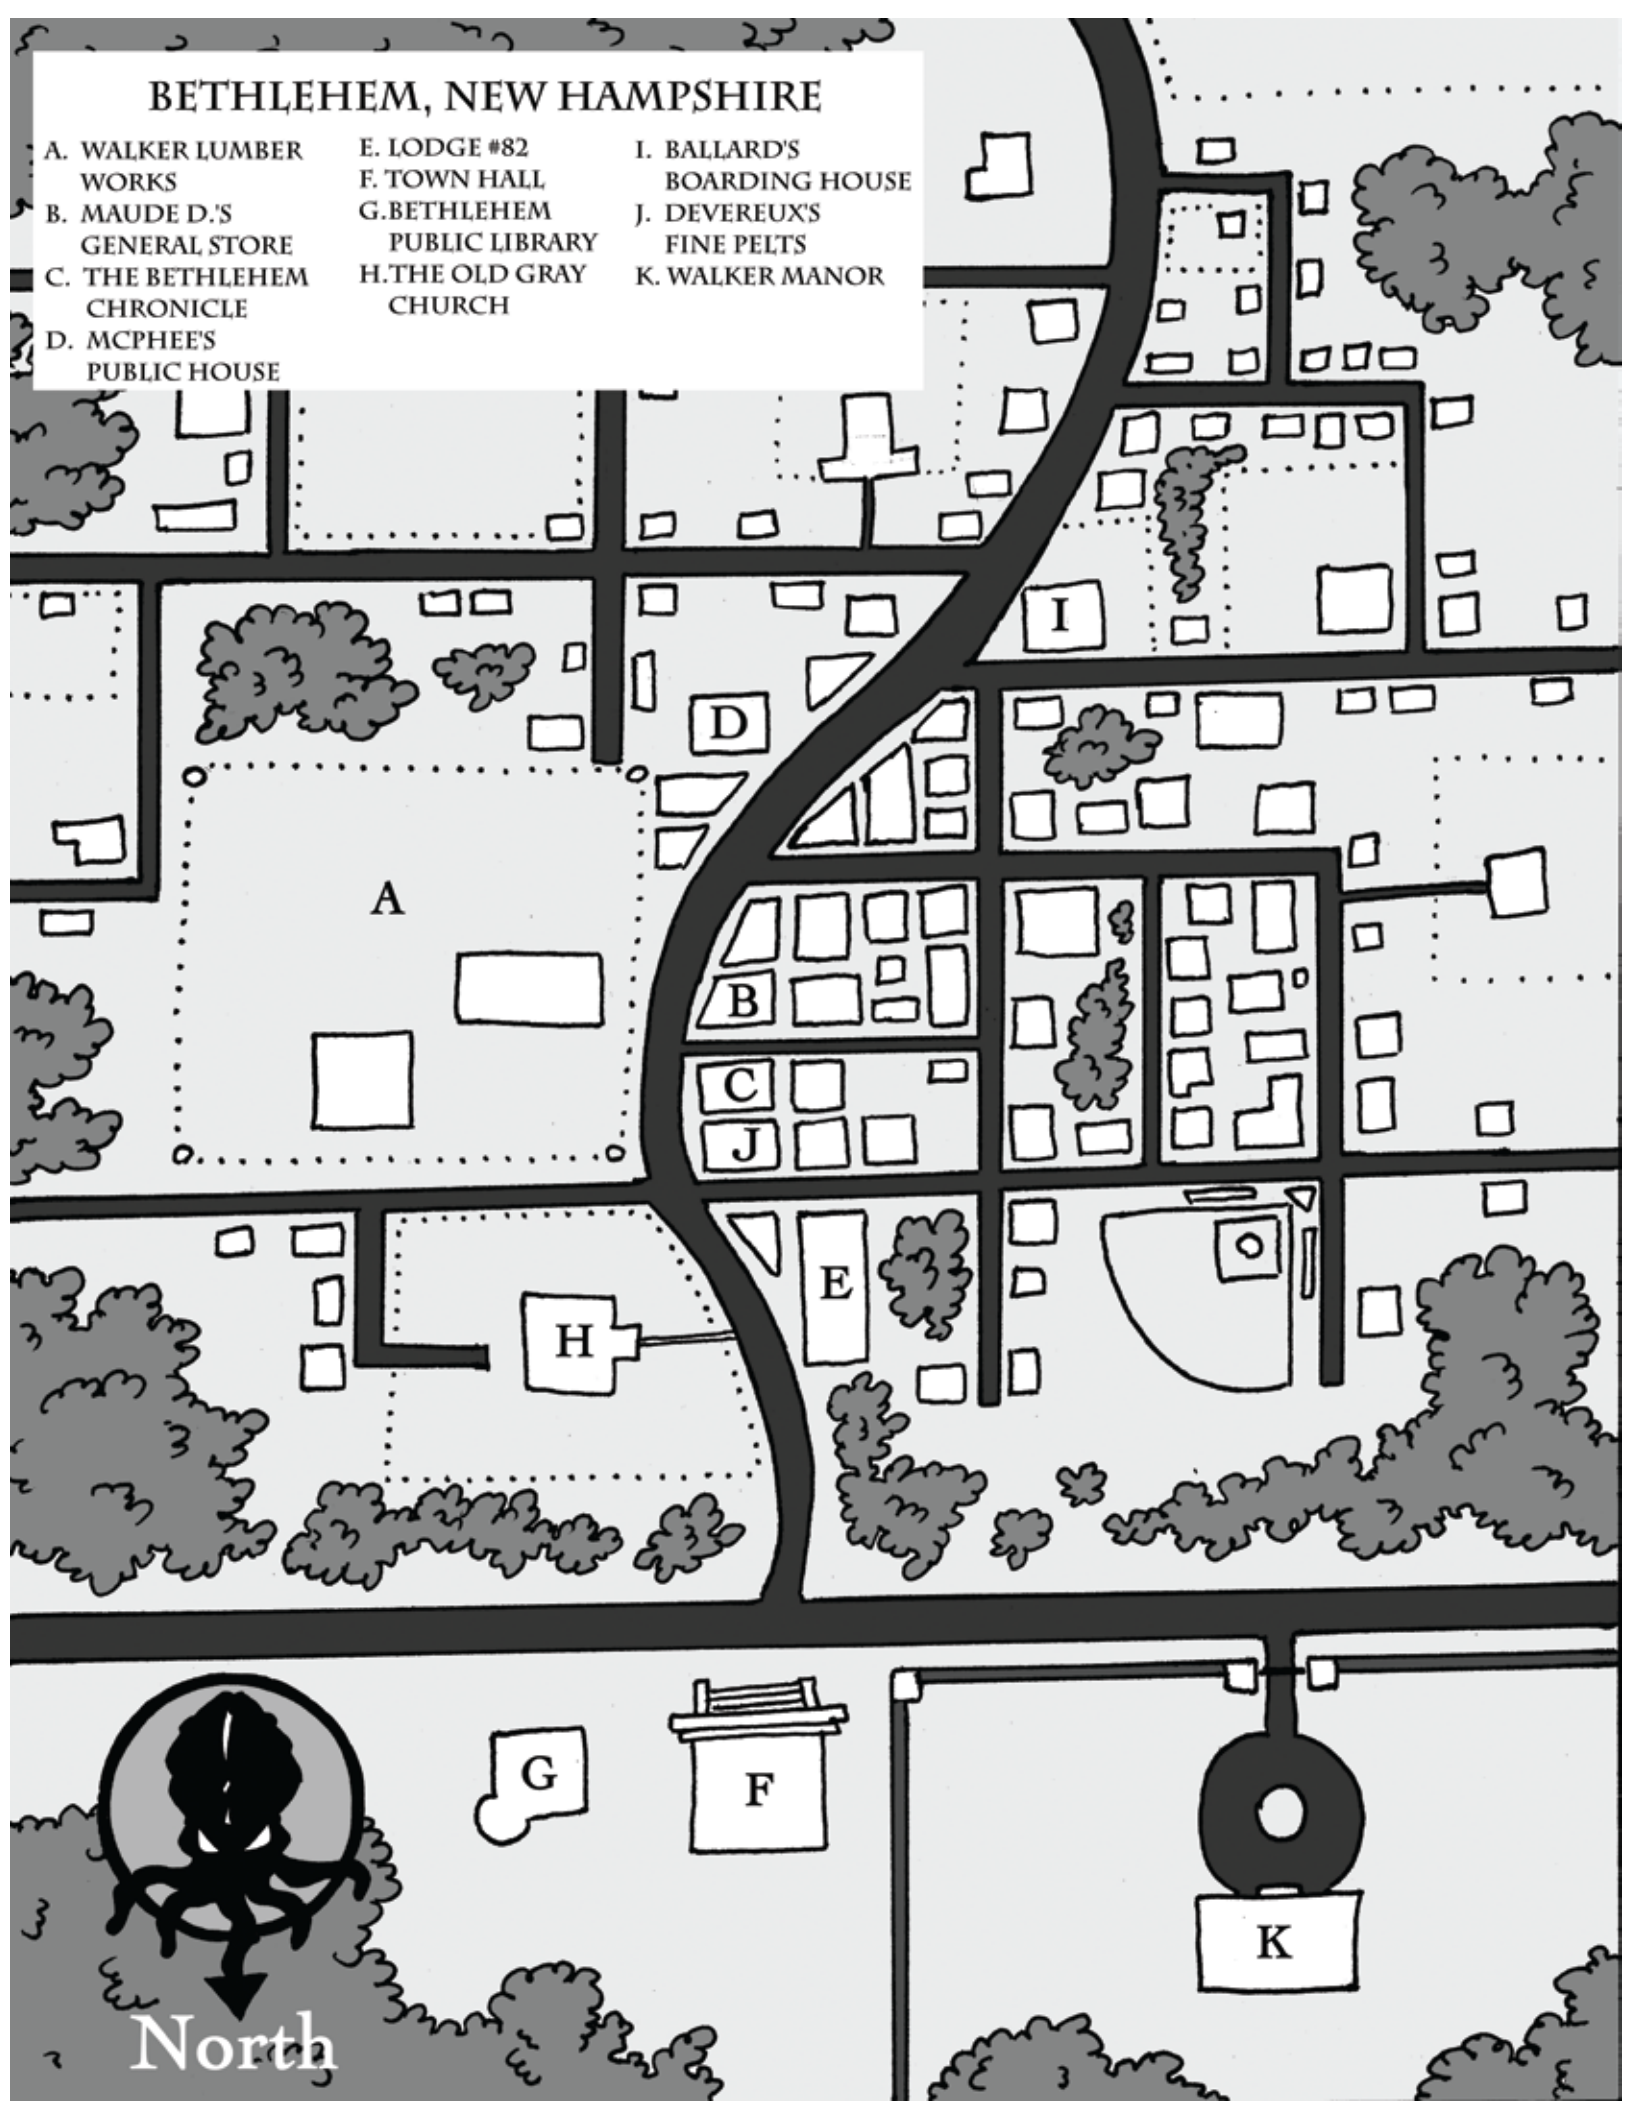 BETHLEHEM, NEW HAMPSHIRE
A. WALKER LUMBER
WORKS
B. MAUDE D.'S
GENERAL STORE
C. THE BETHLEHEM
CHRONICLE
D. MCPHEE'S
PUBLIC HOUSE
E. LODGE #82
F. TOWN HALL
G.BETHLEHEM
PUBLIC LIBRARY
H.THE OLD GRAY
CHURCH
I. BALLARD'S
BOARDING HOUSE
J. DEVEREUX'S
FINE PELTS
K. WALKER MANOR
I
D
A
B
C
J
E
H
G
F
K
North